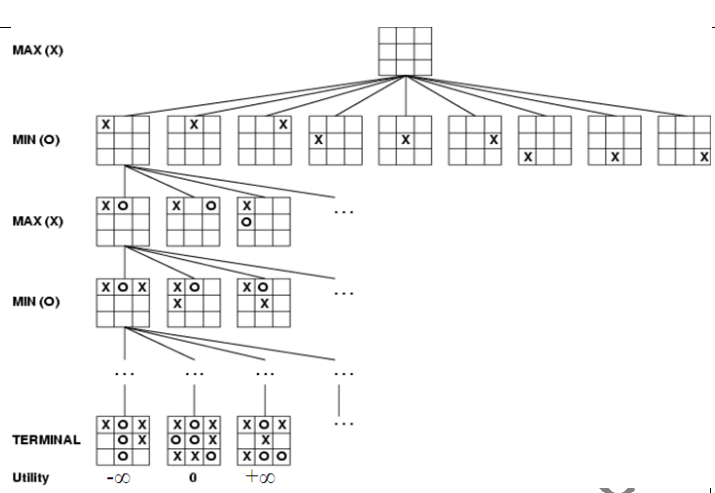 MAX (X)
X X X
MIN (O) X X X
X X X
X O X O X
MAX (X) O ...
X O X X O X O
MIN (O) X X ...
... ... ... ...
X O X X O X X O X ...
TERMINAL O X O O X X
O X X O X O O
Utility -∞ 0 +∞